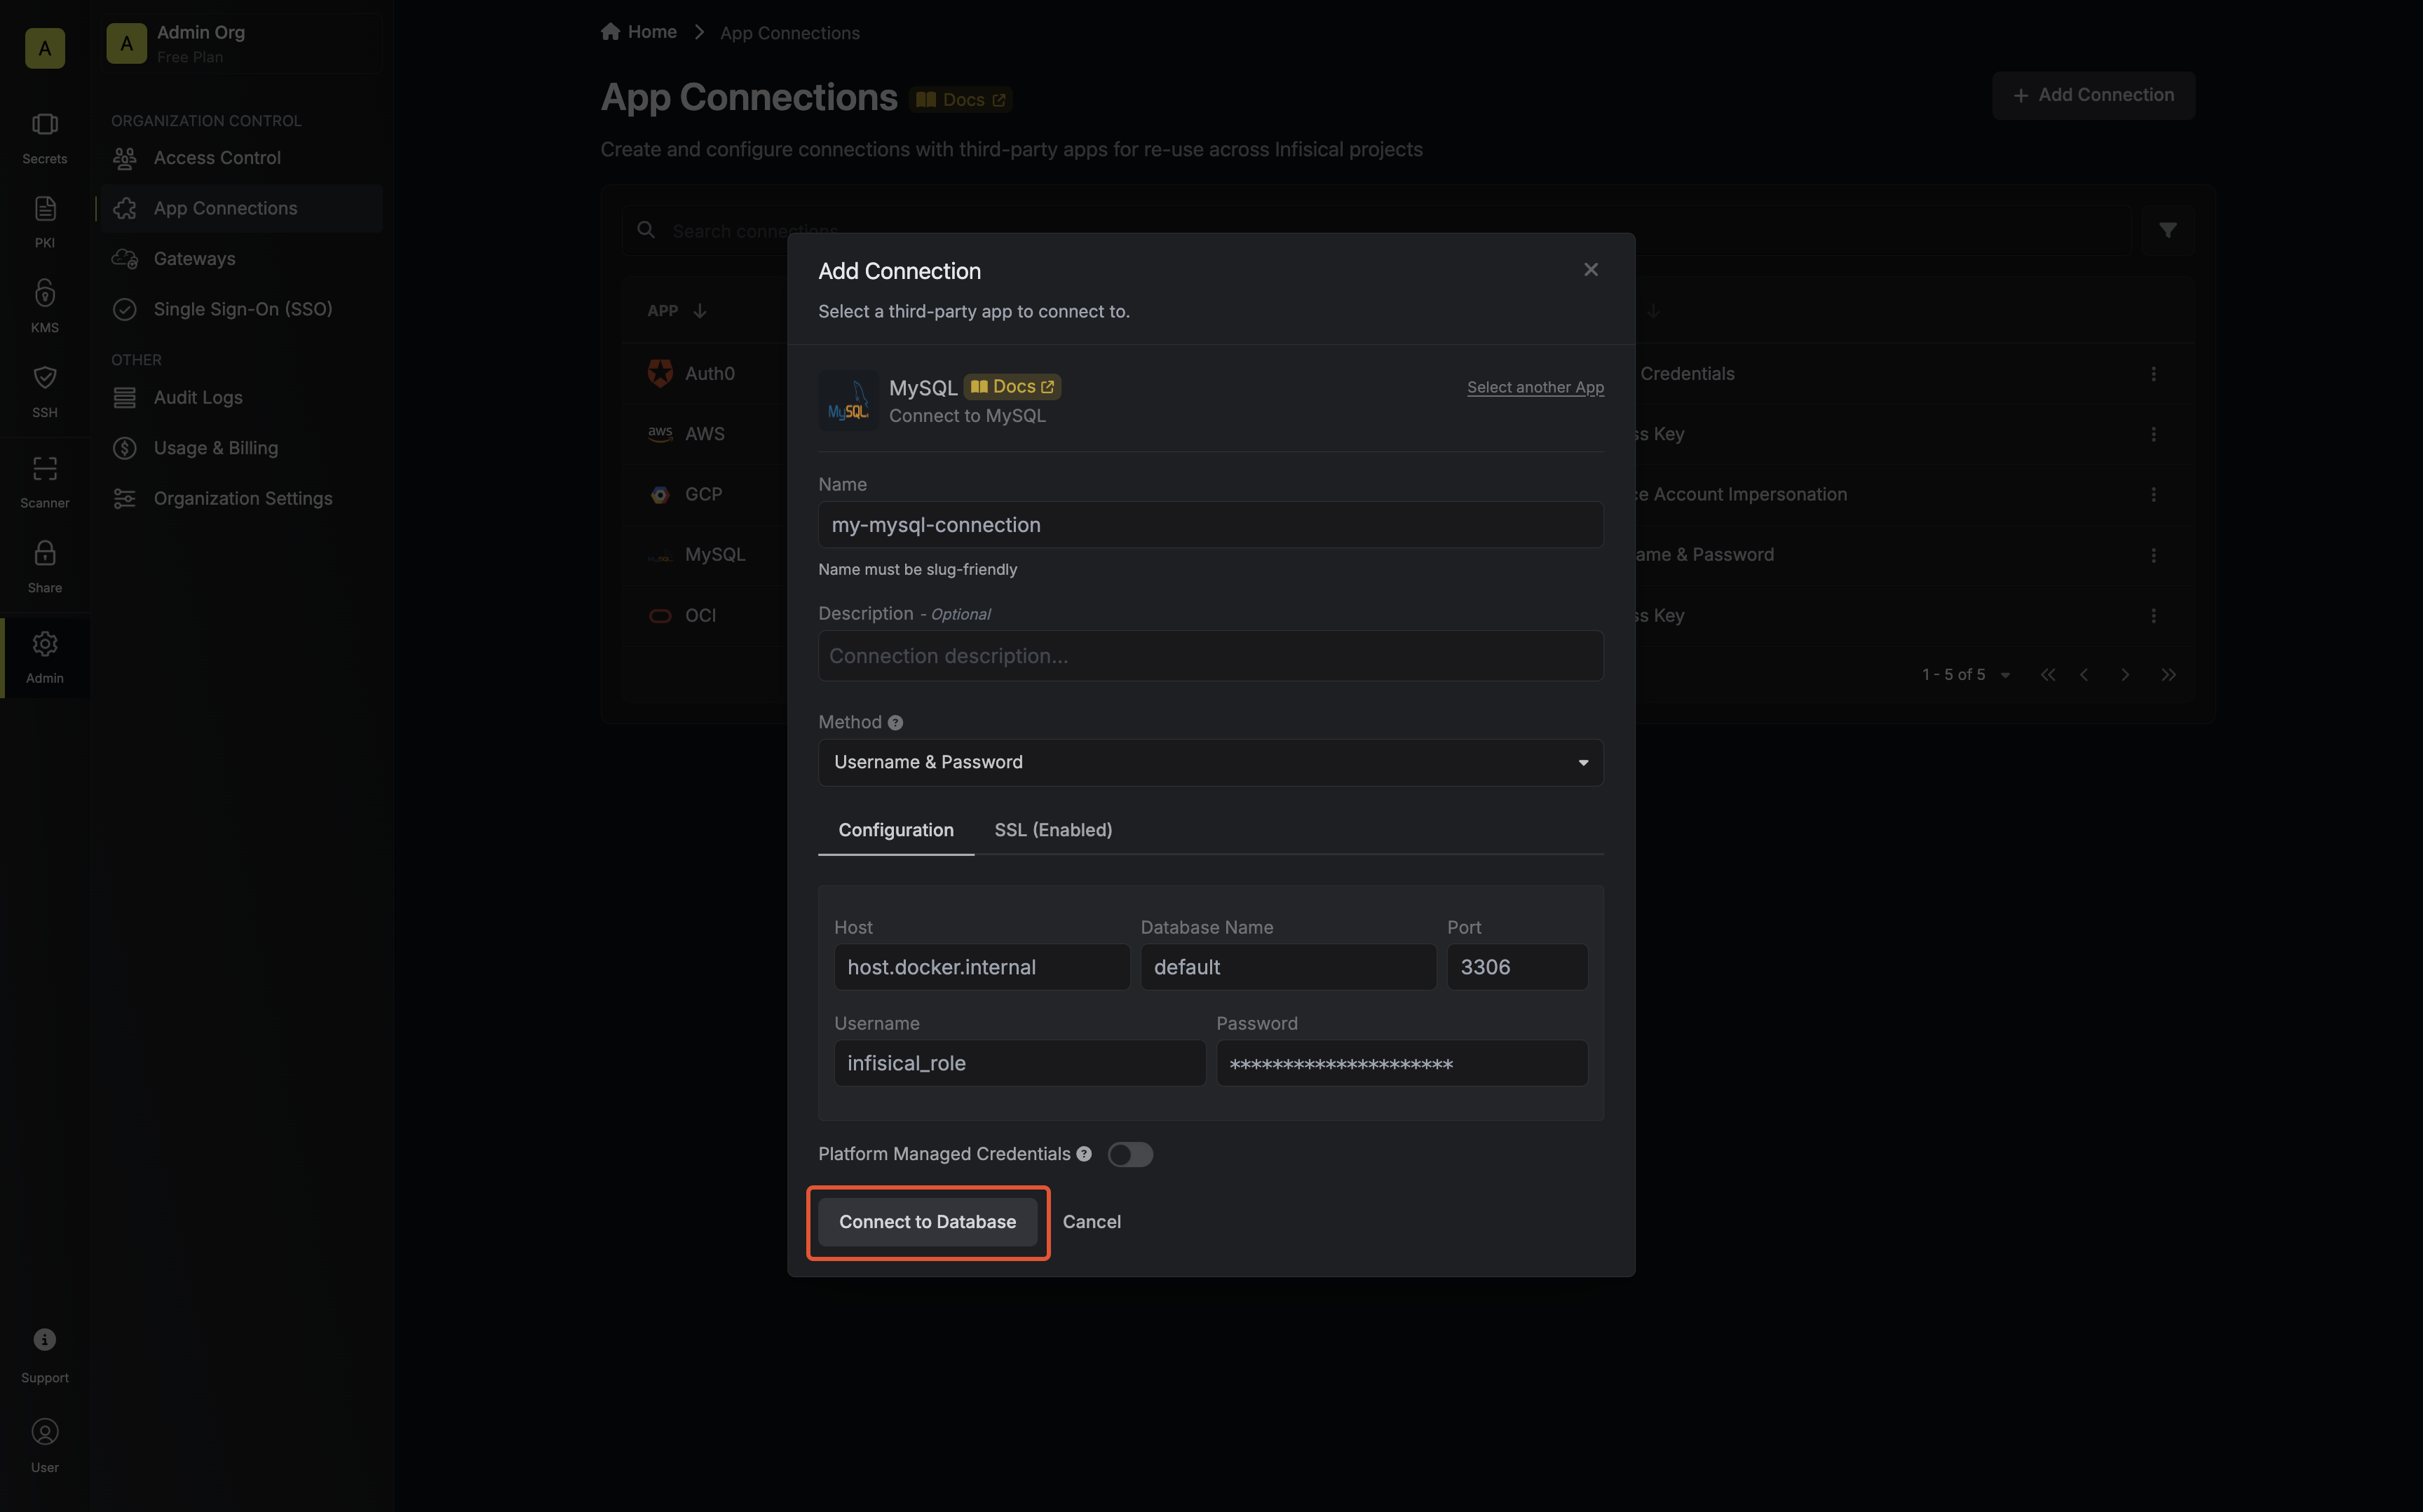 A
Secrets
PKI
KMS
SSH
Scanner
Share
Admin
Support
User
A
Admin Org
Free Plan
ORGANIZATION CONTROL
Access Control
App Connections
Gateways
Single Sign-On (SSO)
OTHER
Audit Logs
Usage & Billing
Organization Settings
Home > App Connections
App Connections Docs
+ Add Connection
Create and configure connections with third-party apps for re-use across Infisical projects
Search connections...
APP
Auth0
Credentials
aws AWS
ss Key
GCP
ce Account Impersonation
MySQL
ame & Password
OCI
ss Key
1 - 5 of 5
Add Connection
Select a third-party app to connect to.
MySQL
MySQL Docs
Select another App
Connect to MySQL
Name
my-mysql-connection
Name must be slug-friendly
Description - Optional
Connection description...
Method
Username & Password
Configuration SSL (Enabled)
Host Database Name Port
host.docker.internal default 3306
Username Password
infisical_role *********************
Platform Managed Credentials
Connect to Database Cancel